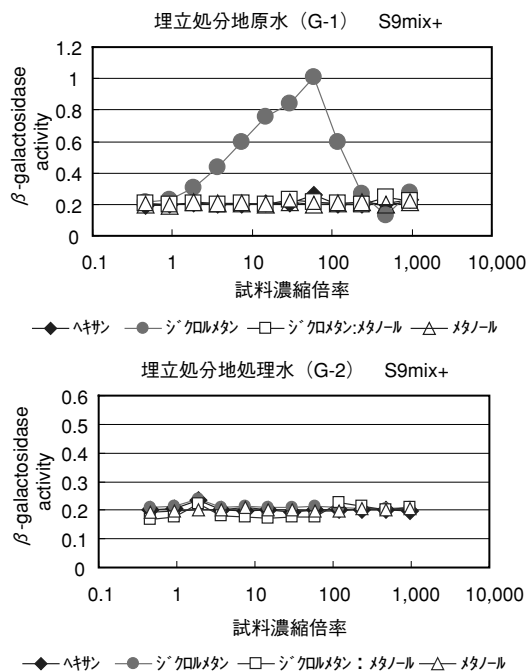 埋立処分地原水（G-1）　S9mix+
β-galactosidase
activity
1.2
1
0.8
0.6
0.4
0.2
0
0.1 1 10 100 1,000 10,000
試料濃縮倍率
ﾍｷｻﾝ ｼﾞｸﾛﾙﾒﾀﾝ ｼﾞｸﾛﾒﾀﾝ:ﾒﾀﾉｰﾙ ﾒﾀﾉｰﾙ
埋立処分地処理水（G-2）　S9mix+
β-galactosidase
activity
0.6
0.5
0.4
0.3
0.2
0.1
0
0.1 1 10 100 1,000 10,000
試料濃縮倍率
ﾍｷｻﾝ ｼﾞｸﾛﾙﾒﾀﾝ ｼﾞｸﾛﾙﾒﾀﾝ：ﾒﾀﾉｰﾙ ﾒﾀﾉｰﾙ